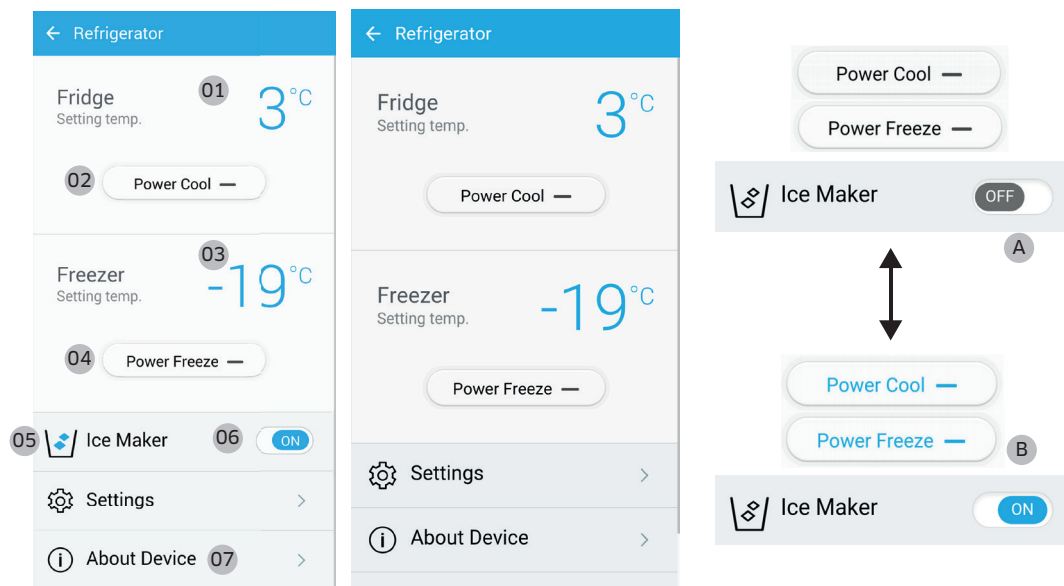 ← Refrigerator
Fridge
Setting temp.
01
3°C
02
Power Cool —
03
Freezer
Setting temp.
-19°C
04
Power Freeze —
05
Ice Maker
06
ON
Settings >
About Device
07
>
← Refrigerator
Fridge
Setting temp.
3°C
Power Cool —
Freezer
Setting temp.
-19°C
Power Freeze —
Settings >
About Device >
Power Cool —
Power Freeze —
Ice Maker
OFF
A
Power Cool —
Power Freeze —
B
Ice Maker
ON